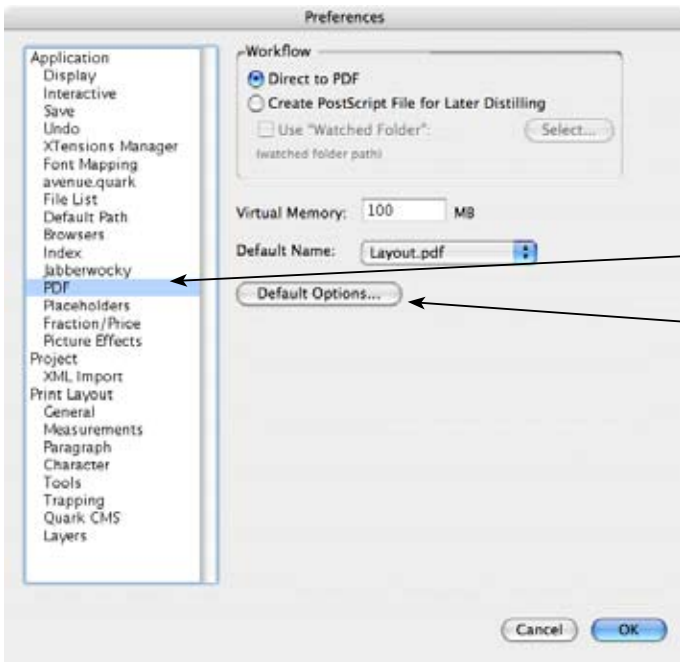 Preferences
Application
Display
Interactive
Save
Undo
XTensions Manager
Font Mapping
avenue.quark
File List
Default Path
Browsers
Index
Jabberwocky
PDF
Placeholders
Fraction/Price
Picture Effects
Project
XML Import
Print Layout
General
Measurements
Paragraph
Character
Tools
Trapping
Quark CMS
Layers
Workflow
Direct to PDF
Create PostScript File for Later Distilling
Use "Watched Folder":
Select...
(watched folder path)
Virtual Memory: 100 MB
Default Name: Layout.pdf
Default Options...
Cancel OK